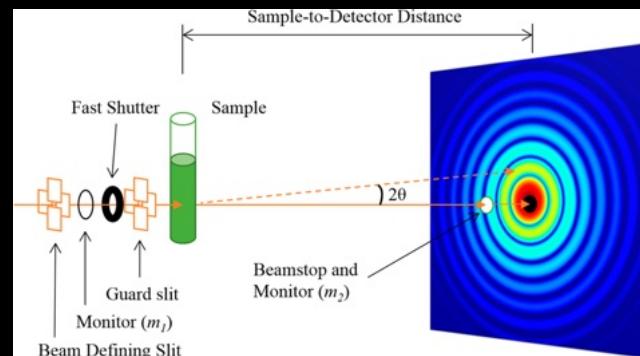 Sample-to-Detector Distance
Fast Shutter
Sample
2θ
Beamstop and
Monitor (m₂)
Guard slit
Monitor (m₁)
Beam Defining Slit